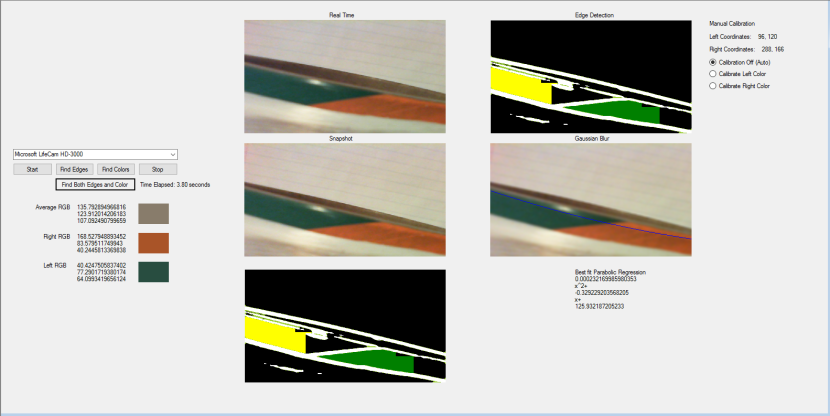 Real Time
Edge Detection
Manual Calibration
Left Coordinates: 96, 120
Right Coordinates: 288, 166
Calibration Off (Auto)
Calibrate Left Color
Calibrate Right Color
Snapshot
Gaussian Blur
Microsoft LifeCam HD-3000
Start Find Edges Find Colors Stop
Find Both Edges and Color Time Elapsed: 3.80 seconds
Average RGB 135.792894966816
123.912014206183
107.092490799659
Right RGB 168.527948893452
83.579511749943
40.2445813369838
Left RGB 40.4247505837402
77.2901719380174
64.0993419656124
Best fit Parabolic Regression
0.000232169985980353
x^2+
-0.329229203568205
x+
125.932187205233